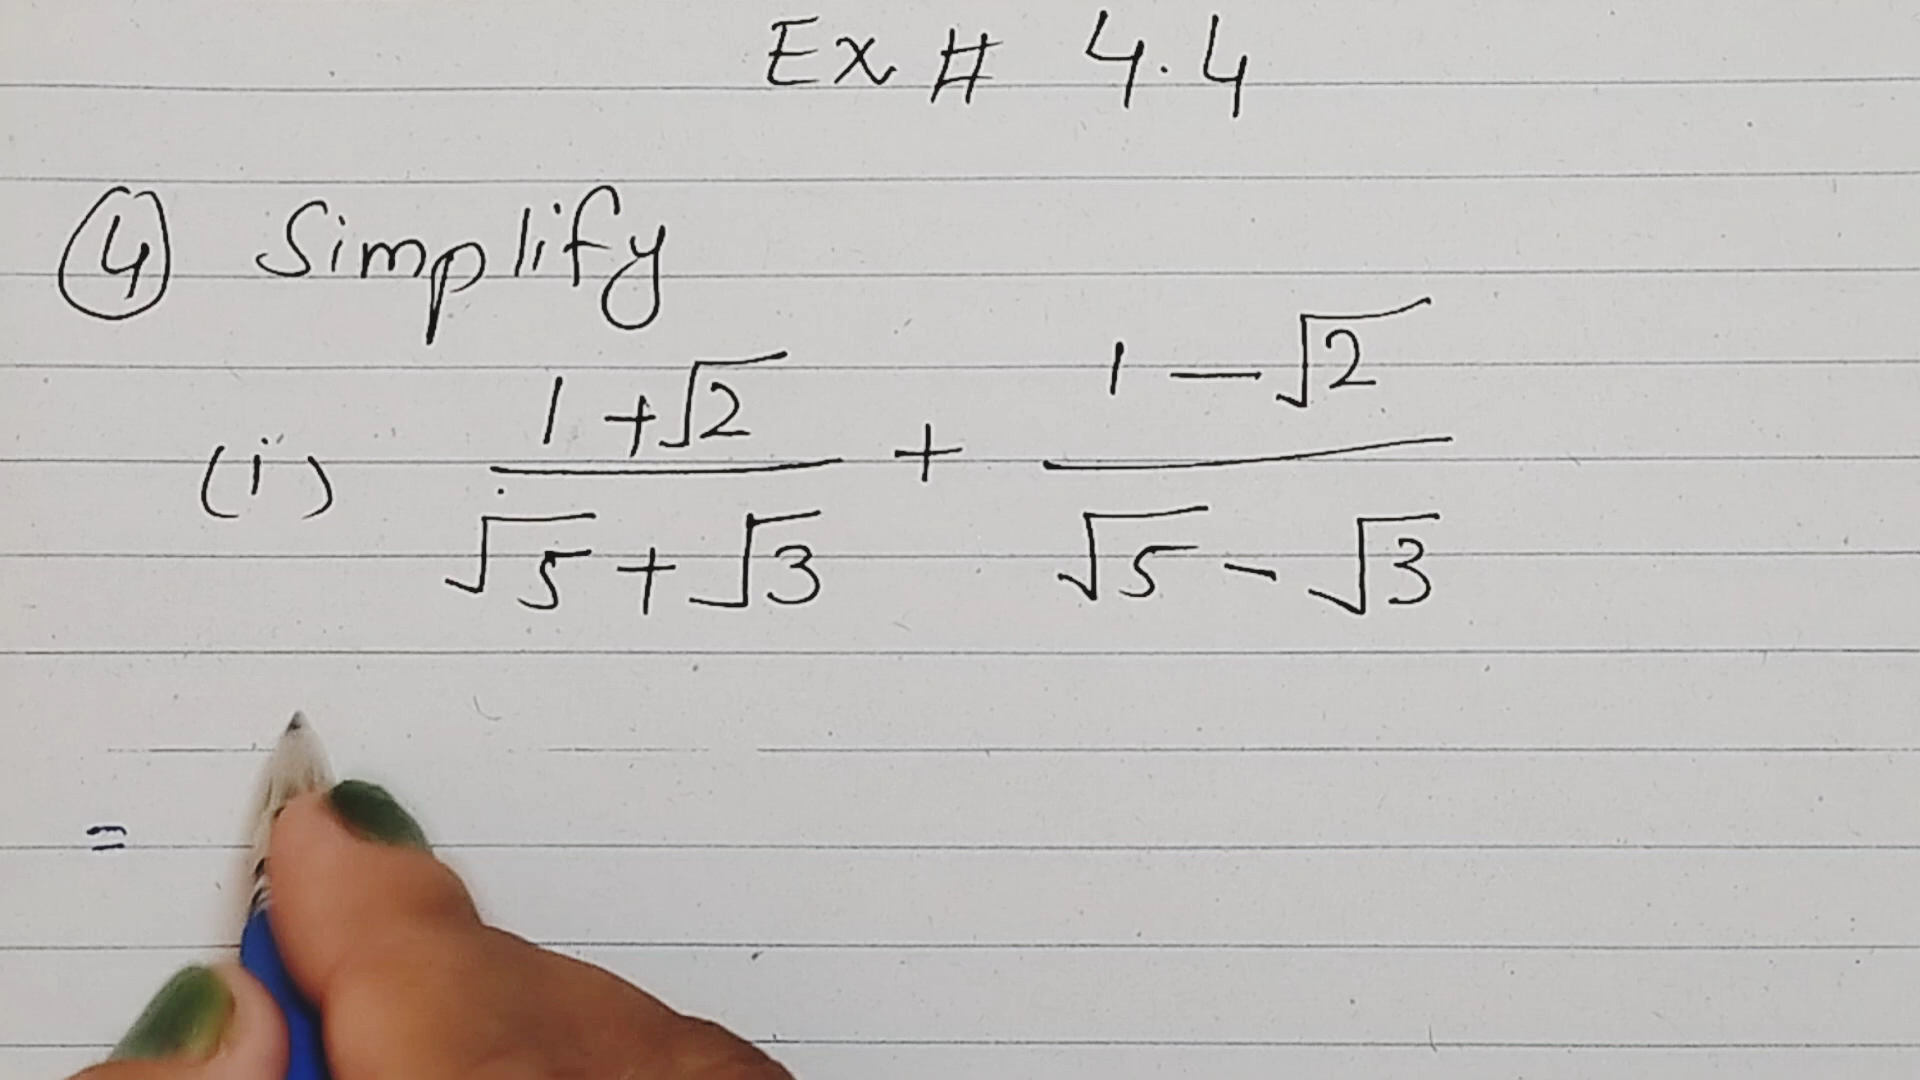 Ex # 4.4
④ Simplify
(i) (1 + √2)/(√5 + √3) + (1 − √2)/(√5 − √3)
=